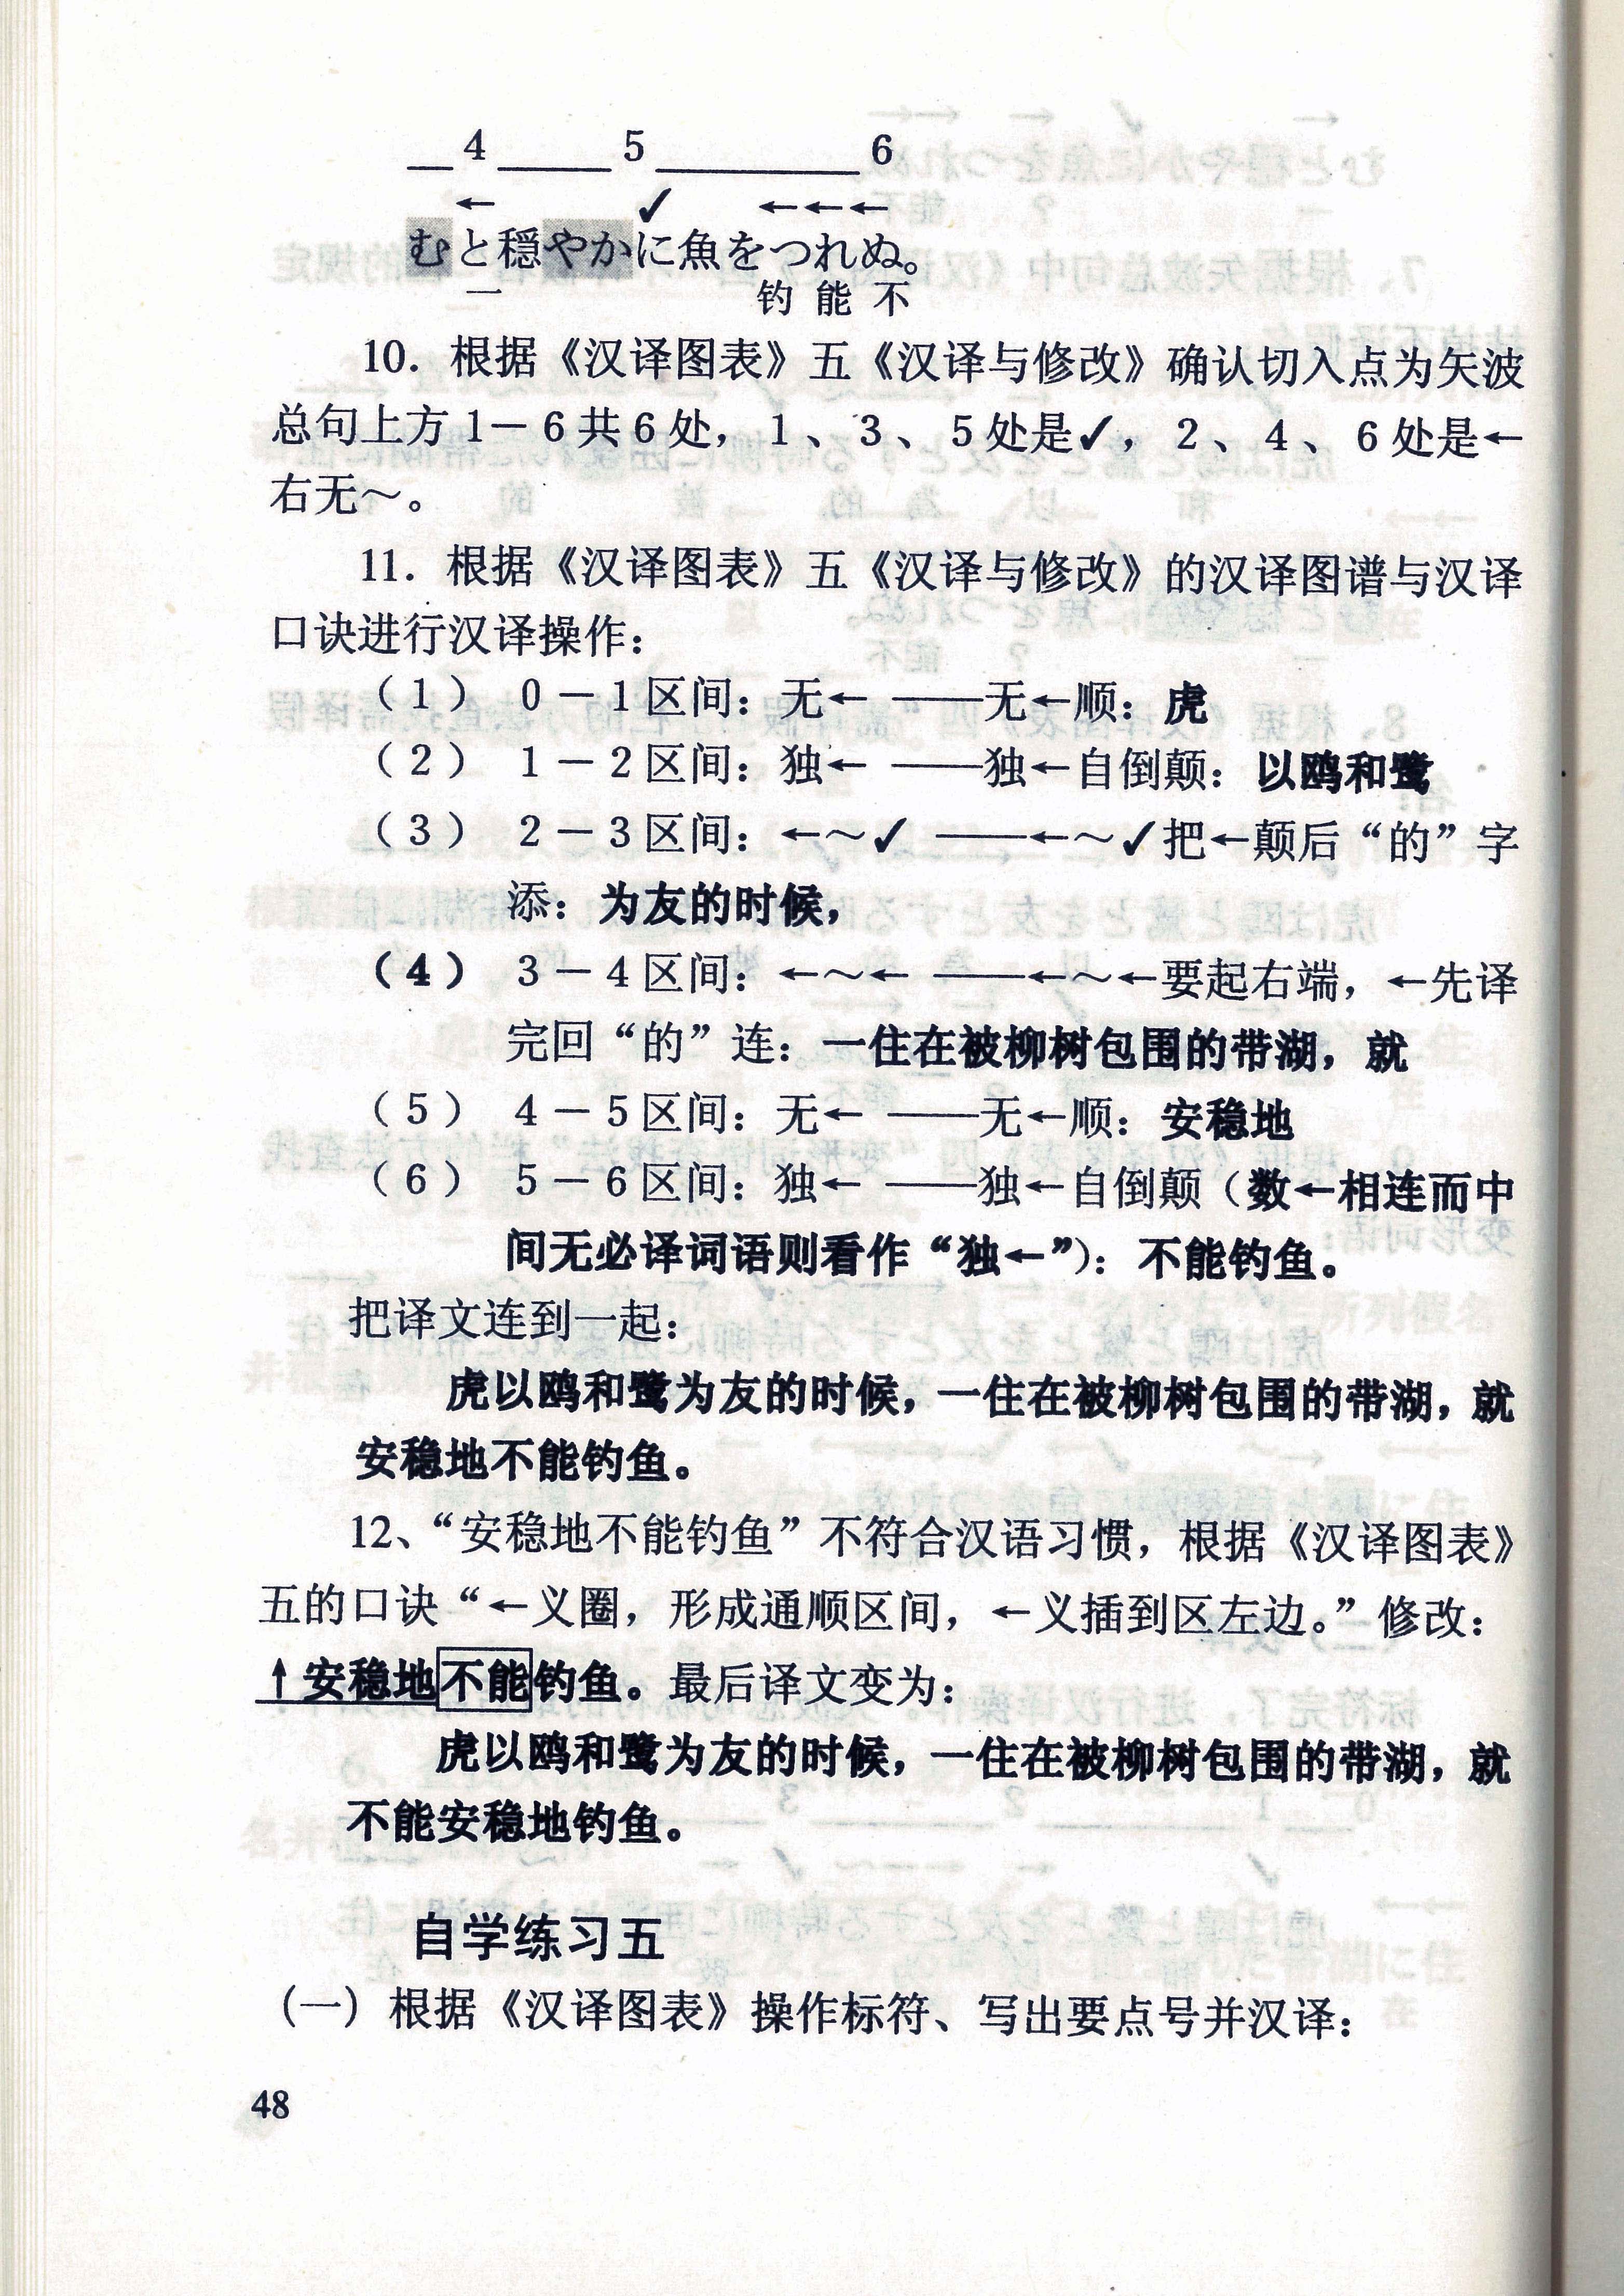 __4_____5_________6
← ✓ ←←←
むと穏やかに魚をつれぬ。
一 钓 能 不
10. 根据《汉译图表》五《汉译与修改》确认切入点为矢波
总句上方1－6共6处，1、3、5处是✓，2、4、6处是←
右无～。
11. 根据《汉译图表》五《汉译与修改》的汉译图谱与汉译
口诀进行汉译操作：
（1） 0－1区间：无← ——无←顺：虎
（2） 1－2区间：独← ——独←自倒颠：以鸥和鹭
（3） 2－3区间：←～✓ ——←～✓把←颠后“的”字
添：为友的时候，
（4） 3－4区间：←～← ——←～←要起右端，←先译
完回“的”连：一住在被柳树包围的带湖，就
（5） 4－5区间：无← ——无←顺：安稳地
（6） 5－6区间：独← ——独←自倒颠（数←相连而中
间无必译词语则看作“独←”）：不能钓鱼。
把译文连到一起：
虎以鸥和鹭为友的时候，一住在被柳树包围的带湖，就
安稳地不能钓鱼。
12、“安稳地不能钓鱼”不符合汉语习惯，根据《汉译图表》
五的口诀“←义圈，形成通顺区间，←义插到区左边。”修改：
↑安稳地不能钓鱼。最后译文变为：
虎以鸥和鹭为友的时候，一住在被柳树包围的带湖，就
不能安稳地钓鱼。
自学练习五
（一）根据《汉译图表》操作标符、写出要点号并汉译：
48